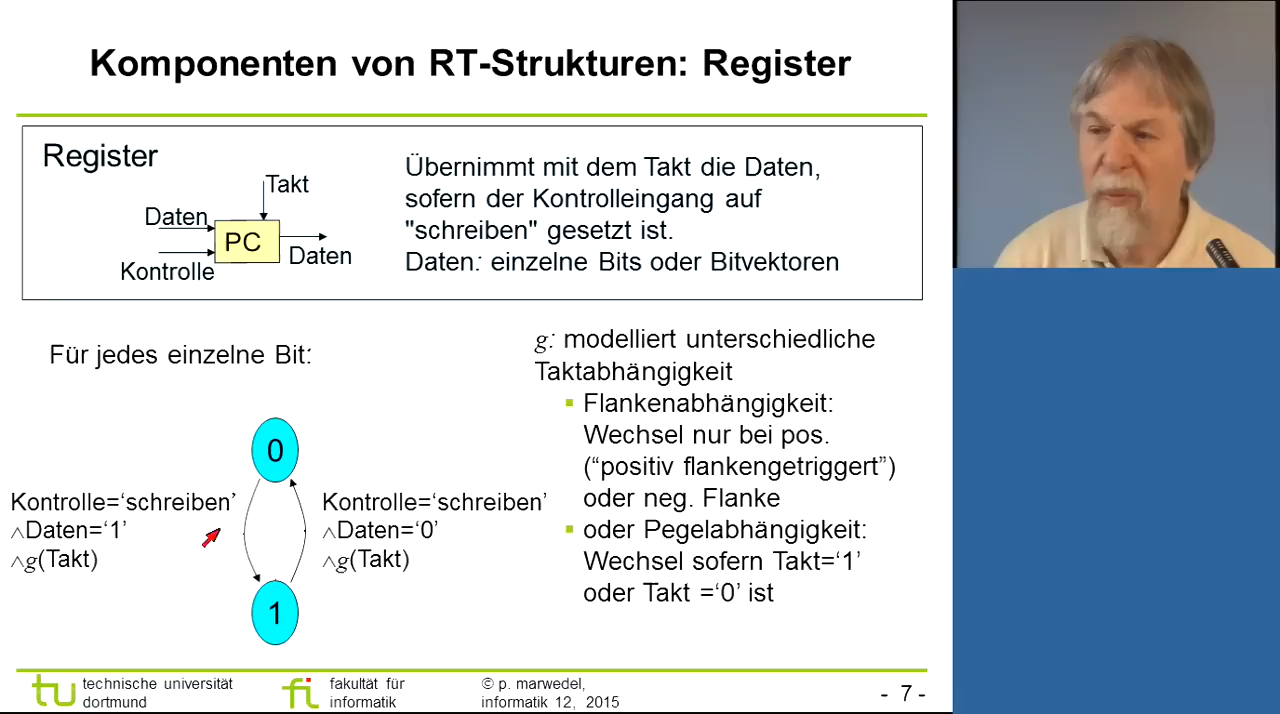 Komponenten von RT-Strukturen: Register
Register
Takt
Daten
PC
Daten
Kontrolle
Übernimmt mit dem Takt die Daten,
sofern der Kontrolleingang auf
"schreiben" gesetzt ist.
Daten: einzelne Bits oder Bitvektoren
Für jedes einzelne Bit:
0
Kontrolle=‘schreiben’
∧Daten=‘1’
∧g(Takt)
Kontrolle=‘schreiben’
∧Daten=‘0’
∧g(Takt)
1
g: modelliert unterschiedliche
Taktabhängigkeit
▪ Flankenabhängigkeit:
Wechsel nur bei pos.
(“positiv flankengetriggert”)
oder neg. Flanke
▪ oder Pegelabhängigkeit:
Wechsel sofern Takt=‘1’
oder Takt =‘0’ ist
tu technische universität
dortmund
fi fakultät für
informatik
© p. marwedel,
informatik 12, 2015
- 7 -